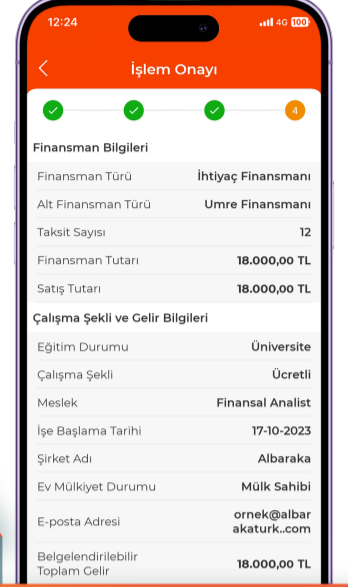 12:24
4G 100
İşlem Onayı
4
Finansman Bilgileri
Finansman Türü İhtiyaç Finansmanı
Alt Finansman Türü Umre Finansmanı
Taksit Sayısı 12
Finansman Tutarı 18.000,00 TL
Satış Tutarı 18.000,00 TL
Çalışma Şekli ve Gelir Bilgileri
Eğitim Durumu Üniversite
Çalışma Şekli Ücretli
Meslek Finansal Analist
İşe Başlama Tarihi 17-10-2023
Şirket Adı Albaraka
Ev Mülkiyet Durumu Mülk Sahibi
E-posta Adresi ornek@albar
akaturk..com
Belgelendirilebilir
Toplam Gelir 18.000,00 TL